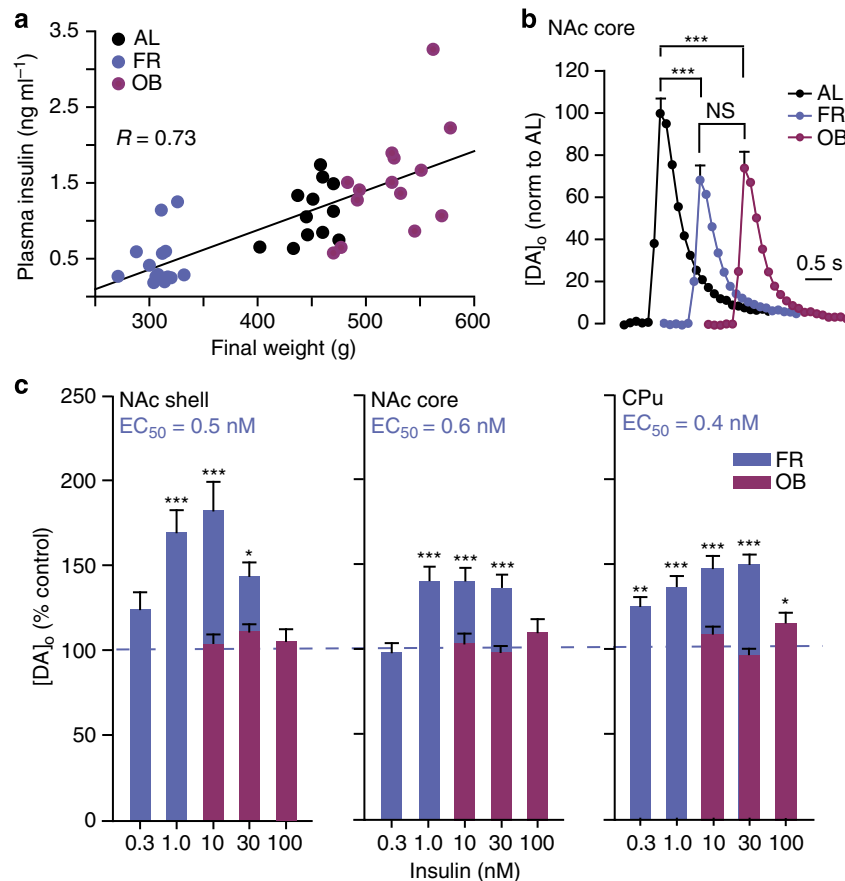 a
3.5
2.5
1.5
0.5
Plasma insulin (ng ml⁻¹)
AL
FR
OB
R = 0.73
300
400
500
600
Final weight (g)
b
NAc core
120
100
80
60
40
20
0
[DA]ₒ (norm to AL)
***
***
NS
AL
FR
OB
0.5 s
c
250
200
150
100
50
0
[DA]ₒ (% control)
NAc shell
EC₅₀ = 0.5 nM
***
***
*
0.3 1.0 10 30 100
NAc core
EC₅₀ = 0.6 nM
***
***
***
0.3 1.0 10 30 100
CPu
EC₅₀ = 0.4 nM
FR
OB
**
***
***
***
*
0.3 1.0 10 30 100
Insulin (nM)